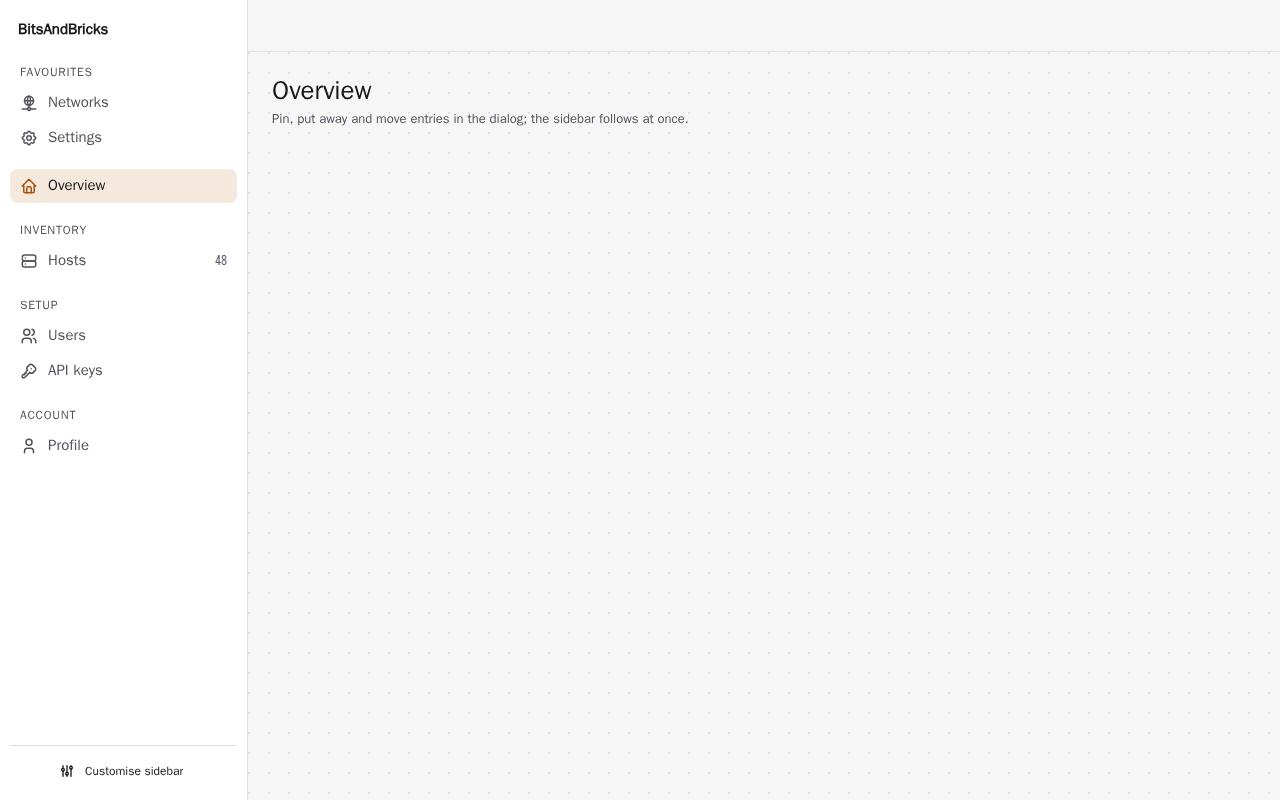 BitsAndBricks
FAVOURITES
Networks
Settings
Overview
INVENTORY
Hosts 48
SETUP
Users
API keys
ACCOUNT
Profile
Customise sidebar
Overview
Pin, put away and move entries in the dialog; the sidebar follows at once.